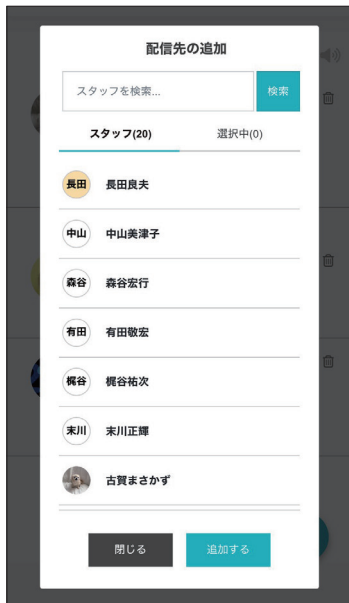 配信先の追加
スタッフを検索...
検索
スタッフ(20)
選択中(0)
長田 長田良夫
中山 中山美津子
森谷 森谷宏行
有田 有田敬宏
梶谷 梶谷祐次
末川 末川正輝
古賀まさかず
閉じる
追加する